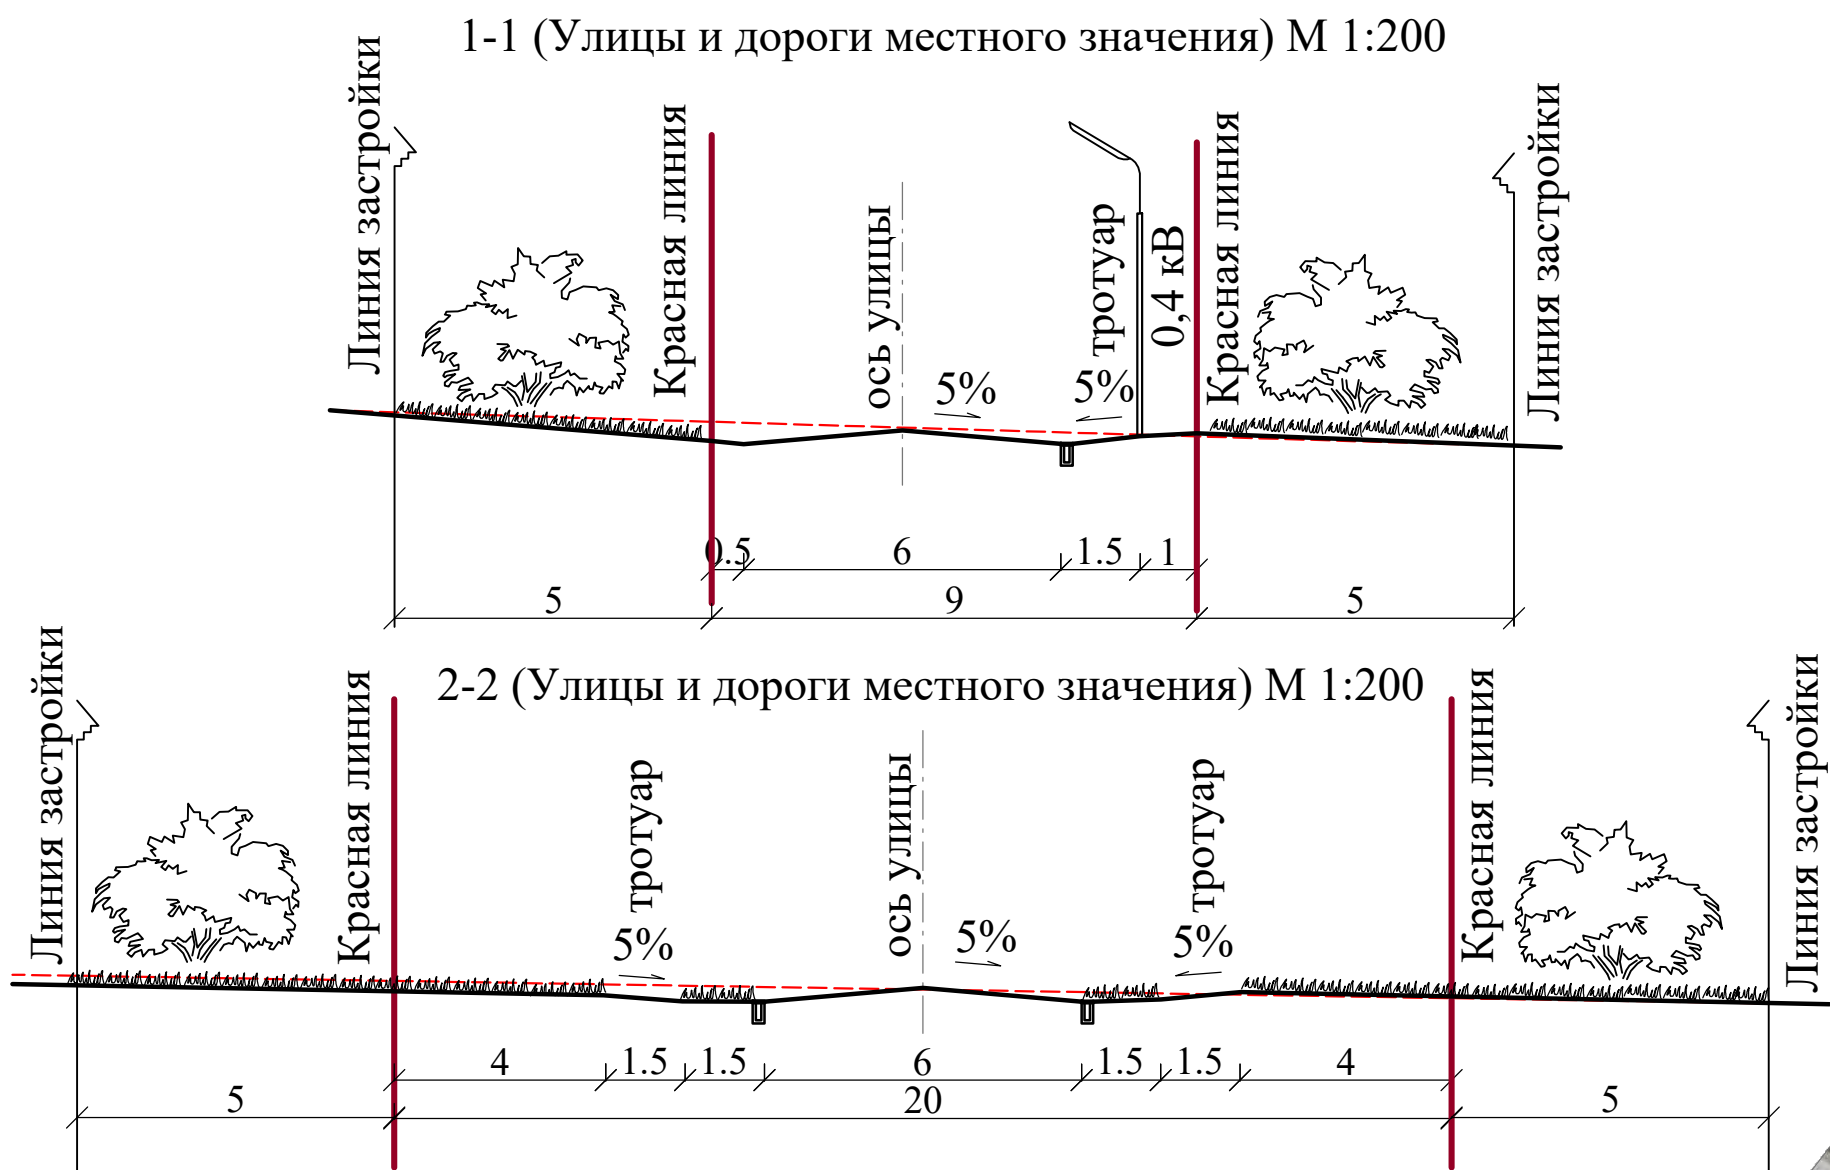 1-1 (Улицы и дороги местного значения) М 1:200
Линия застройки
Красная линия
ось улицы
тротуар
0,4 кВ
Красная линия
Линия застройки
5%
5%
0.5
6
1.5
1
5
9
5
2-2 (Улицы и дороги местного значения) М 1:200
Линия застройки
Красная линия
тротуар
ось улицы
тротуар
Красная линия
Линия застройки
5%
5%
5%
4
1.5
1.5
6
1.5
1.5
4
5
20
5